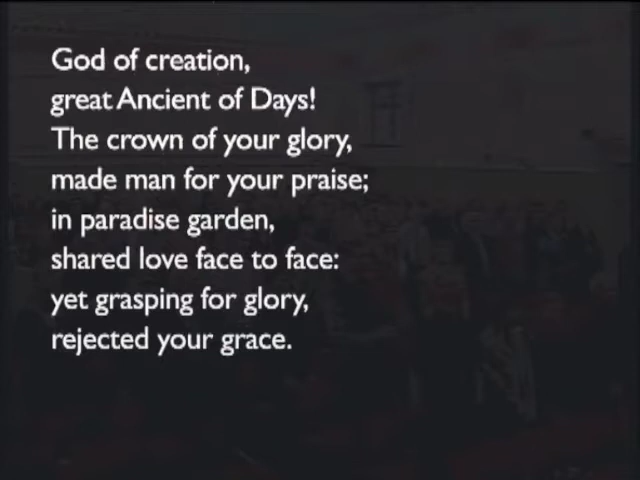 God of creation,
great Ancient of Days!
The crown of your glory,
made man for your praise;
in paradise garden,
shared love face to face:
yet grasping for glory,
rejected your grace.